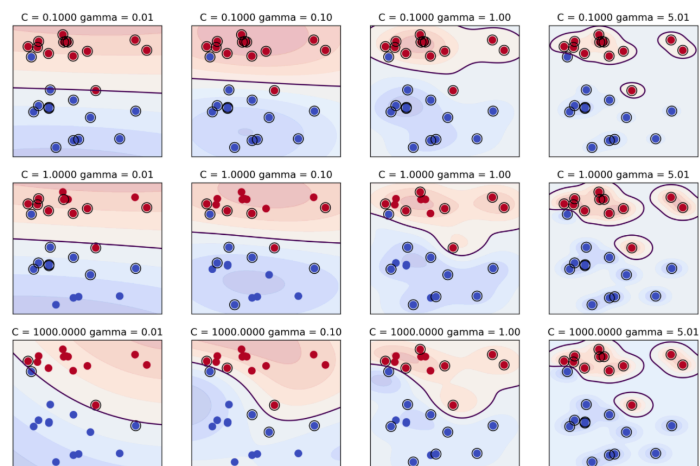 C = 0.1000 gamma = 0.01 C = 0.1000 gamma = 0.10 C = 0.1000 gamma = 1.00 C = 0.1000 gamma = 5.01
C = 1.0000 gamma = 0.01 C = 1.0000 gamma = 0.10 C = 1.0000 gamma = 1.00 C = 1.0000 gamma = 5.01
C = 1000.0000 gamma = 0.01 C = 1000.0000 gamma = 0.10 C = 1000.0000 gamma = 1.00 C = 1000.0000 gamma = 5.01